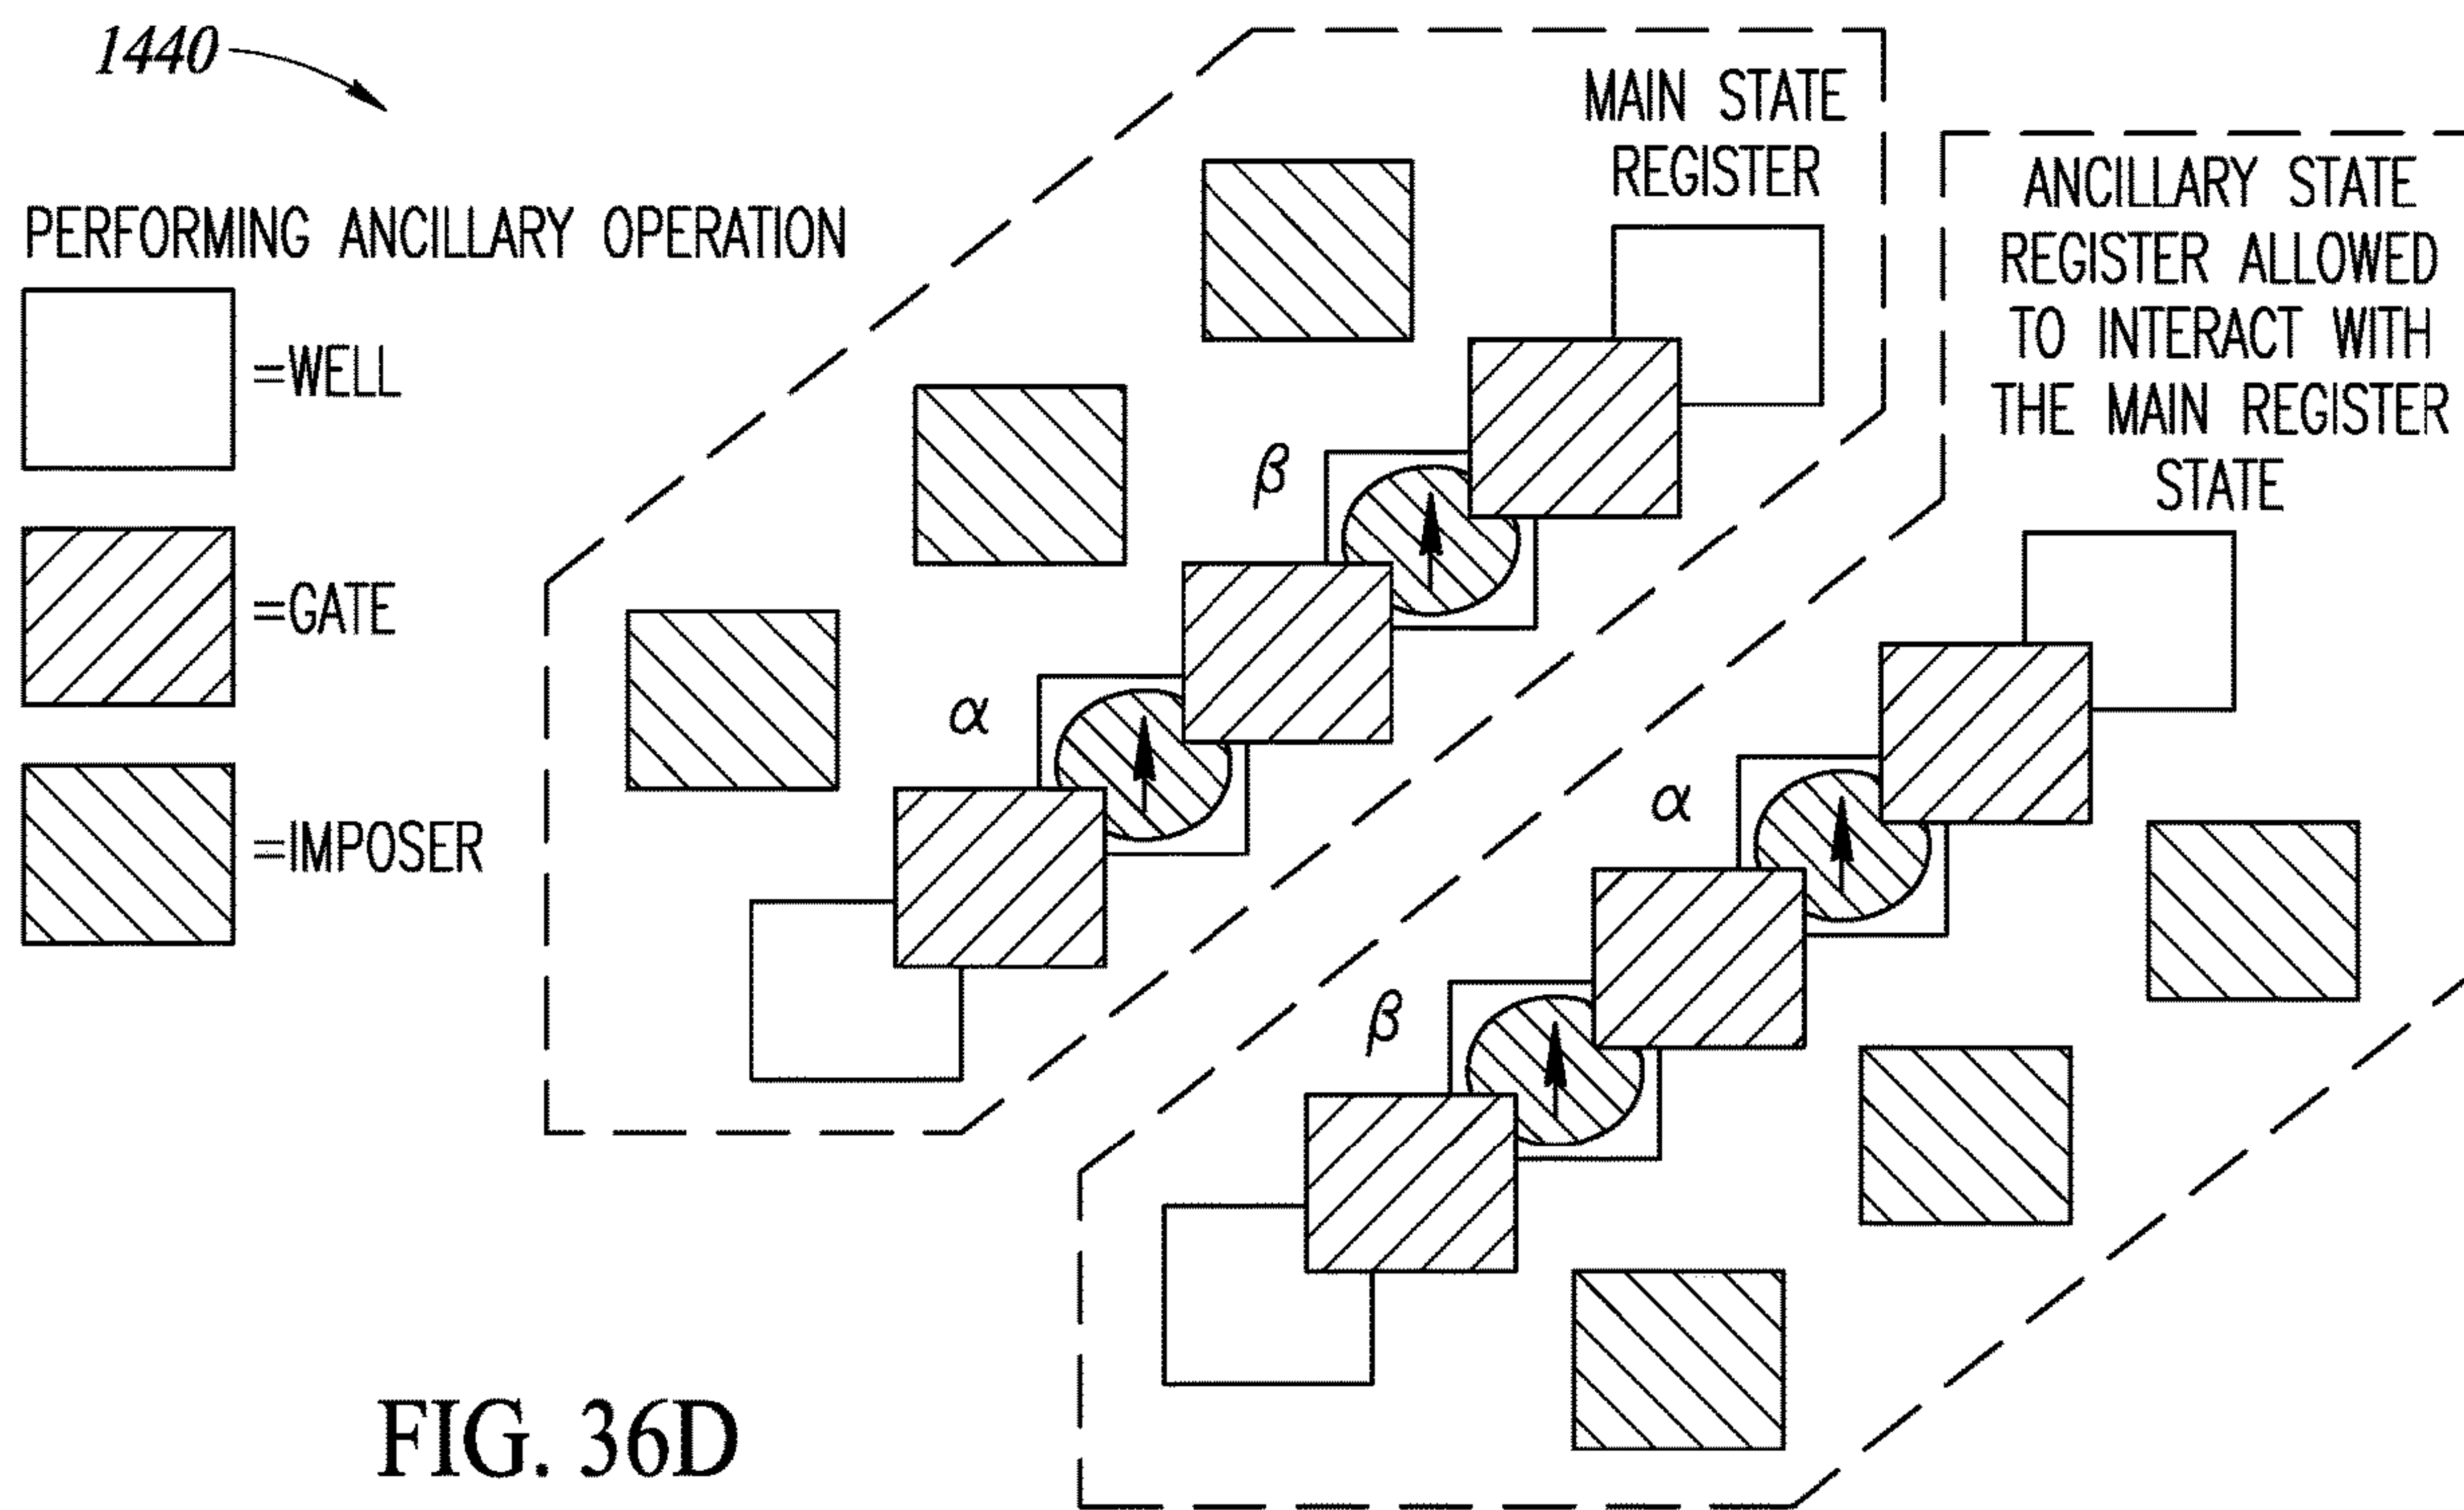 1440
PERFORMING ANCILLARY OPERATION
=WELL
=GATE
=IMPOSER
MAIN STATE
REGISTER
β
α
ANCILLARY STATE
REGISTER ALLOWED
TO INTERACT WITH
THE MAIN REGISTER
STATE
α
β
FIG. 36D